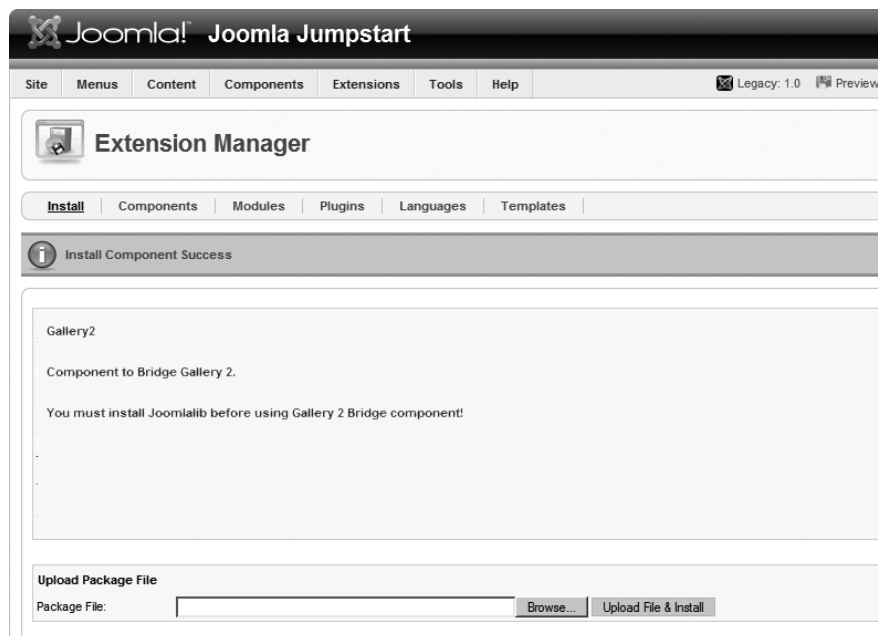 Joomla!™ Joomla Jumpstart
Site Menus Content Components Extensions Tools Help Legacy: 1.0 Preview
Extension Manager
Install Components Modules Plugins Languages Templates
Install Component Success
Gallery2
Component to Bridge Gallery 2.
You must install Joomlalib before using Gallery 2 Bridge component!
Upload Package File
Package File: Browse... Upload File & Install